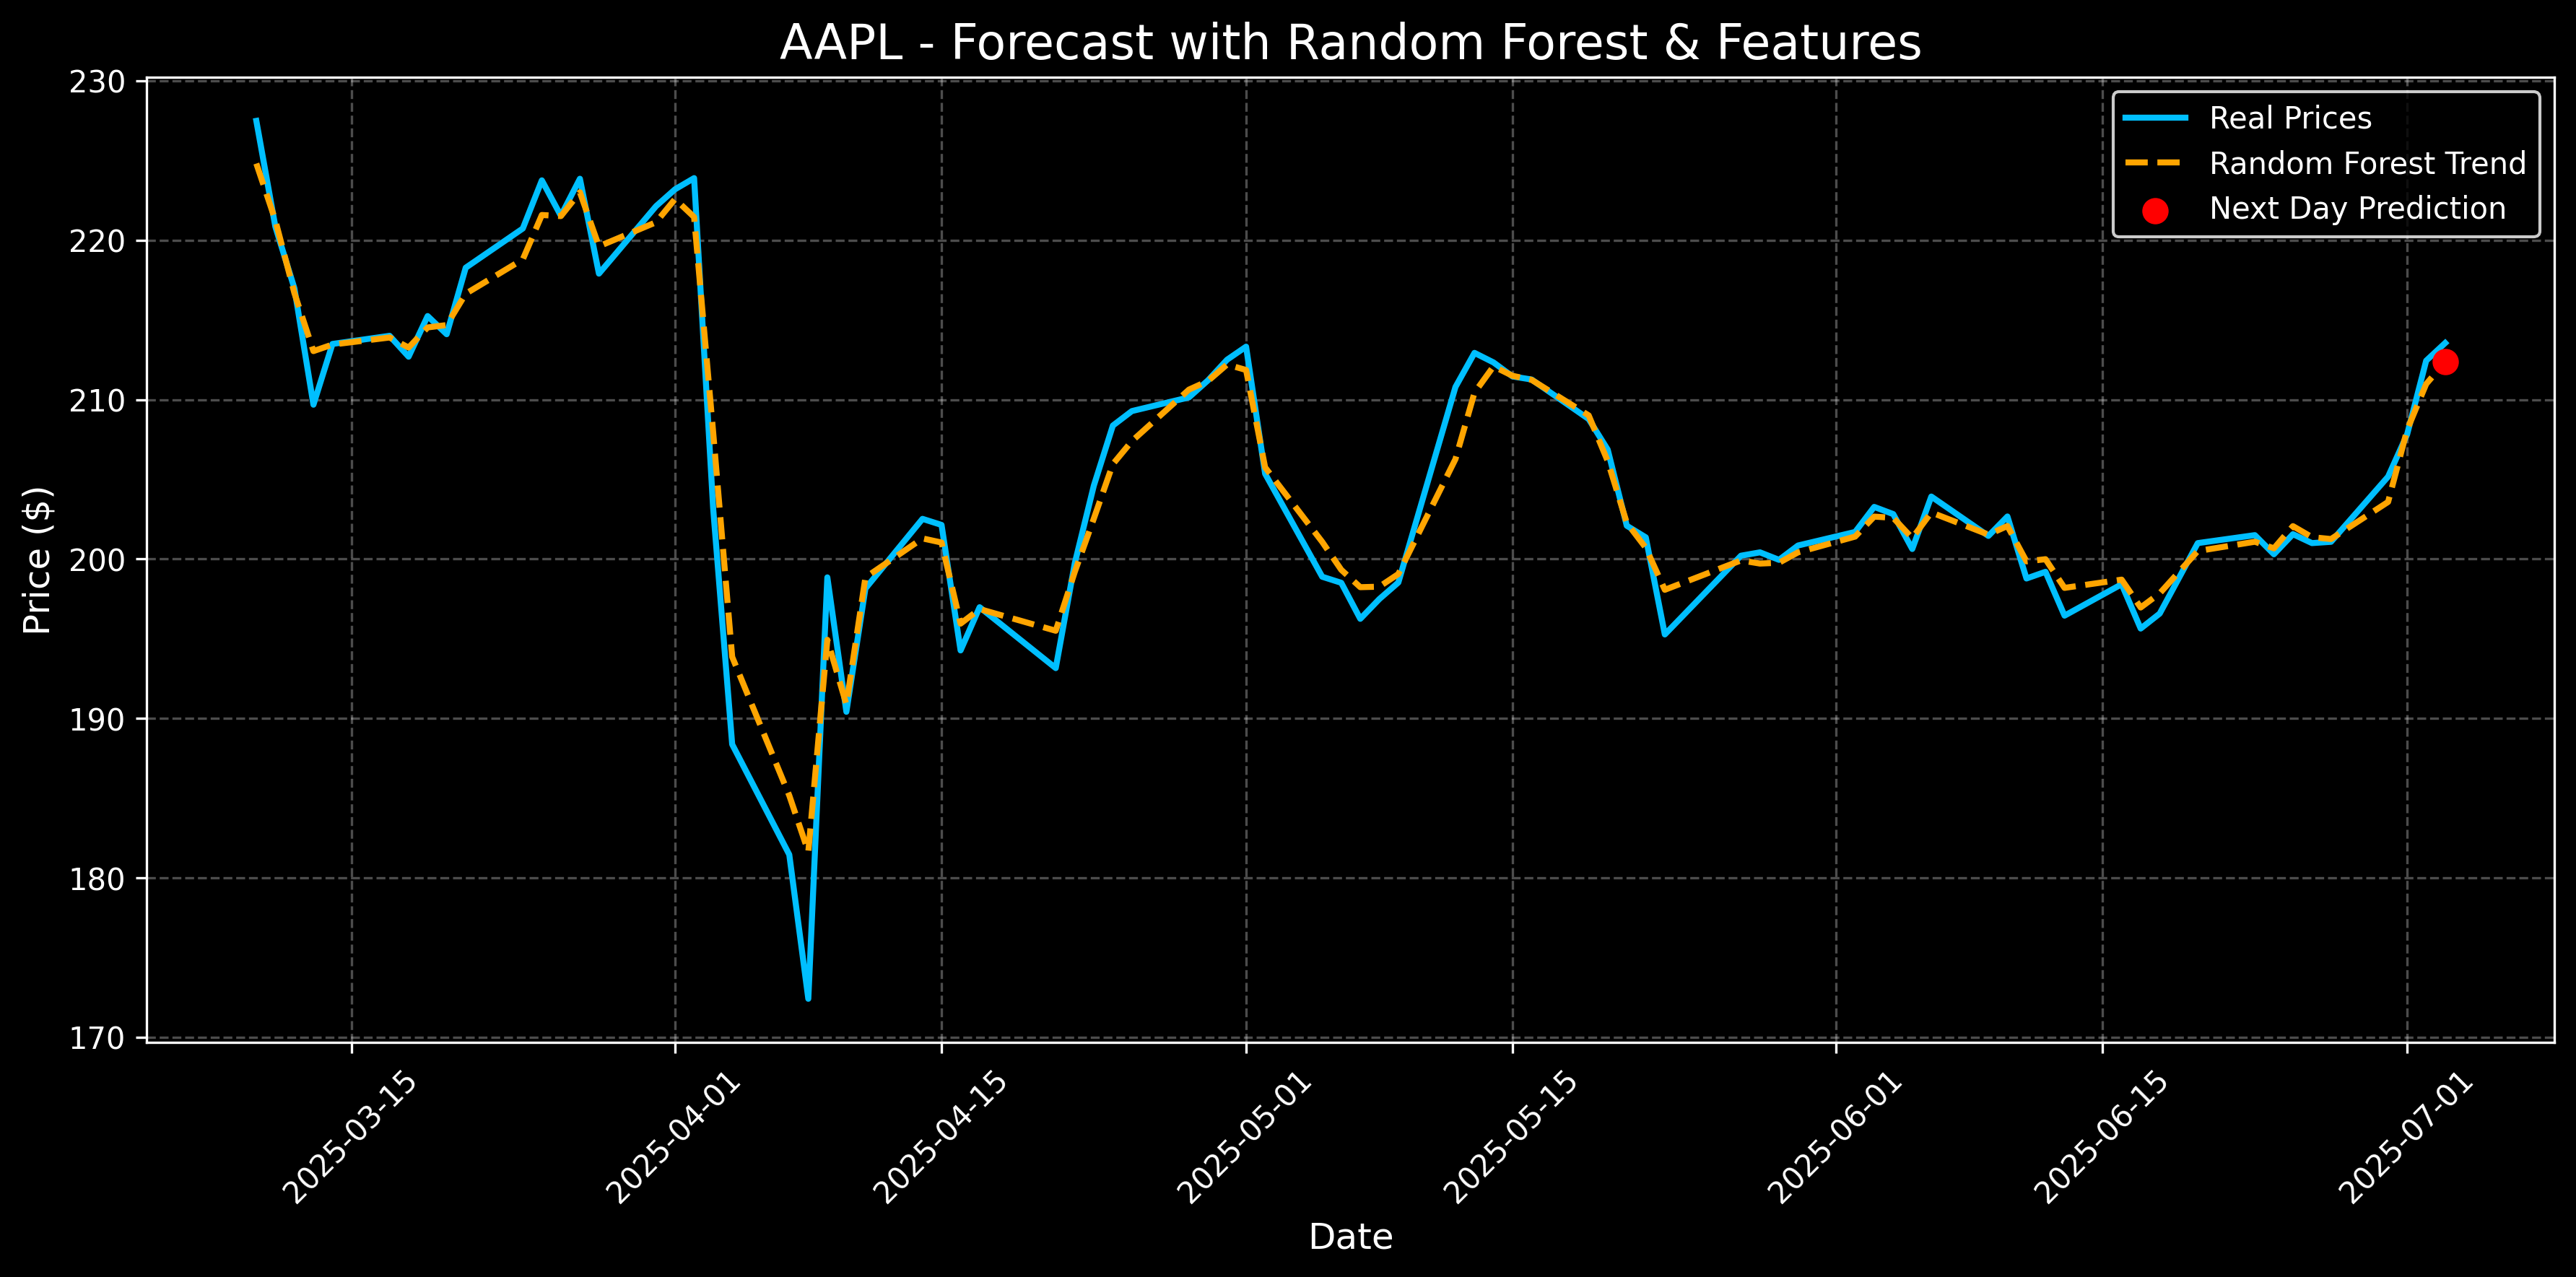 AAPL - Forecast with Random Forest & Features
Real Prices
Random Forest Trend
Next Day Prediction
Price ($)
230
220
210
200
190
180
170
2025-03-15
2025-04-01
2025-04-15
2025-05-01
2025-05-15
2025-06-01
2025-06-15
2025-07-01
Date